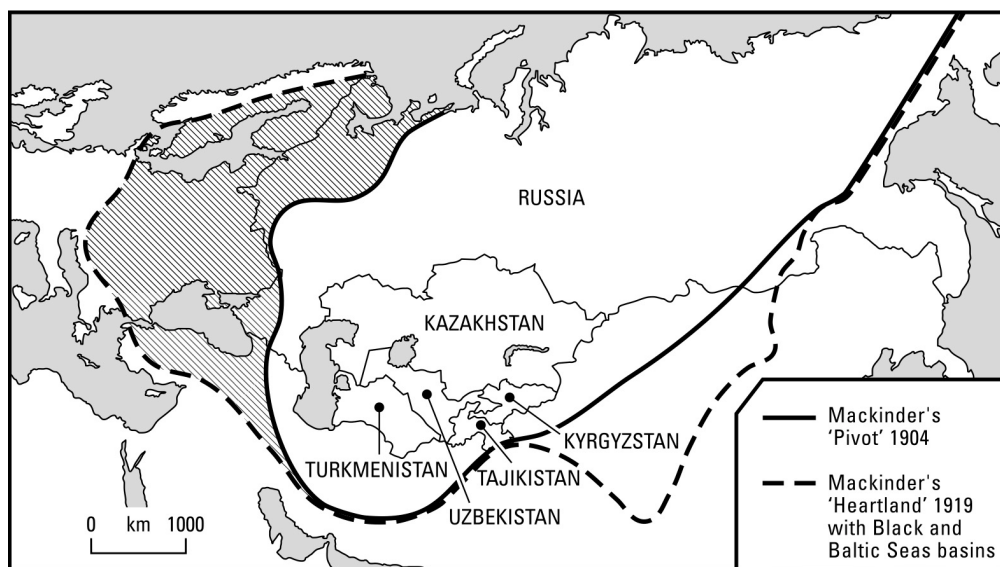 RUSSIA
KAZAKHSTAN
KYRGYZSTAN
TURKMENISTAN
TAJIKISTAN
UZBEKISTAN
0 km 1000
Mackinder's
'Pivot' 1904
Mackinder's
'Heartland' 1919
with Black and
Baltic Seas basins